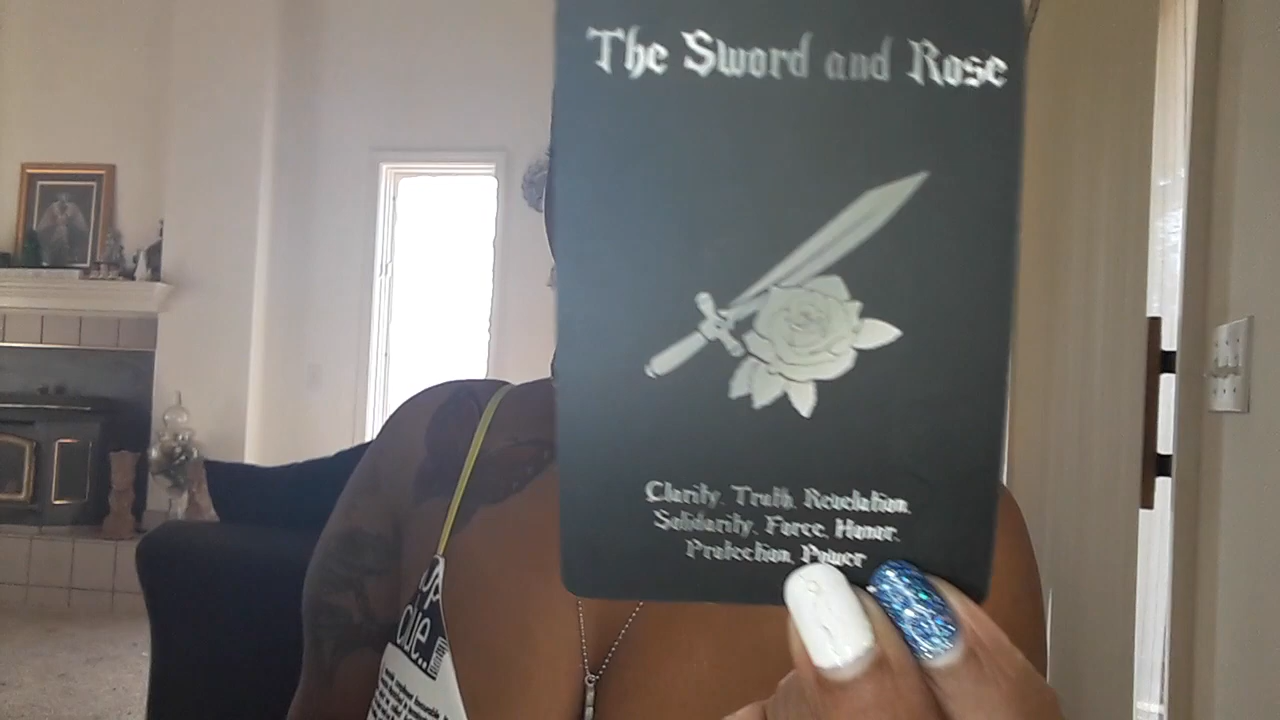 The Sword and Rose
Clarity, Truth, Revelation,
Solidarity, Force, Honor,
Protection, Power